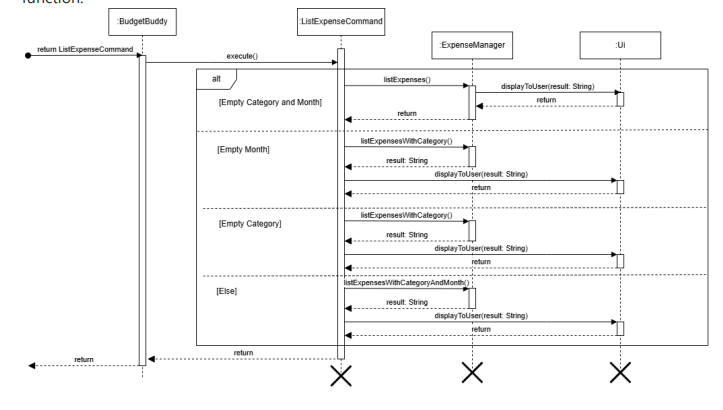 function.
:BudgetBuddy
:ListExpenseCommand
:ExpenseManager
:Ui
return ListExpenseCommand
execute()
alt
listExpenses()
displayToUser(result: String)
[Empty Category and Month]
return
return
[Empty Month]
listExpensesWithCategory()
result: String
displayToUser(result: String)
return
[Empty Category]
listExpensesWithCategory()
result: String
displayToUser(result: String)
return
[Else]
listExpensesWithCategoryAndMonth()
result: String
displayToUser(result: String)
return
return
return